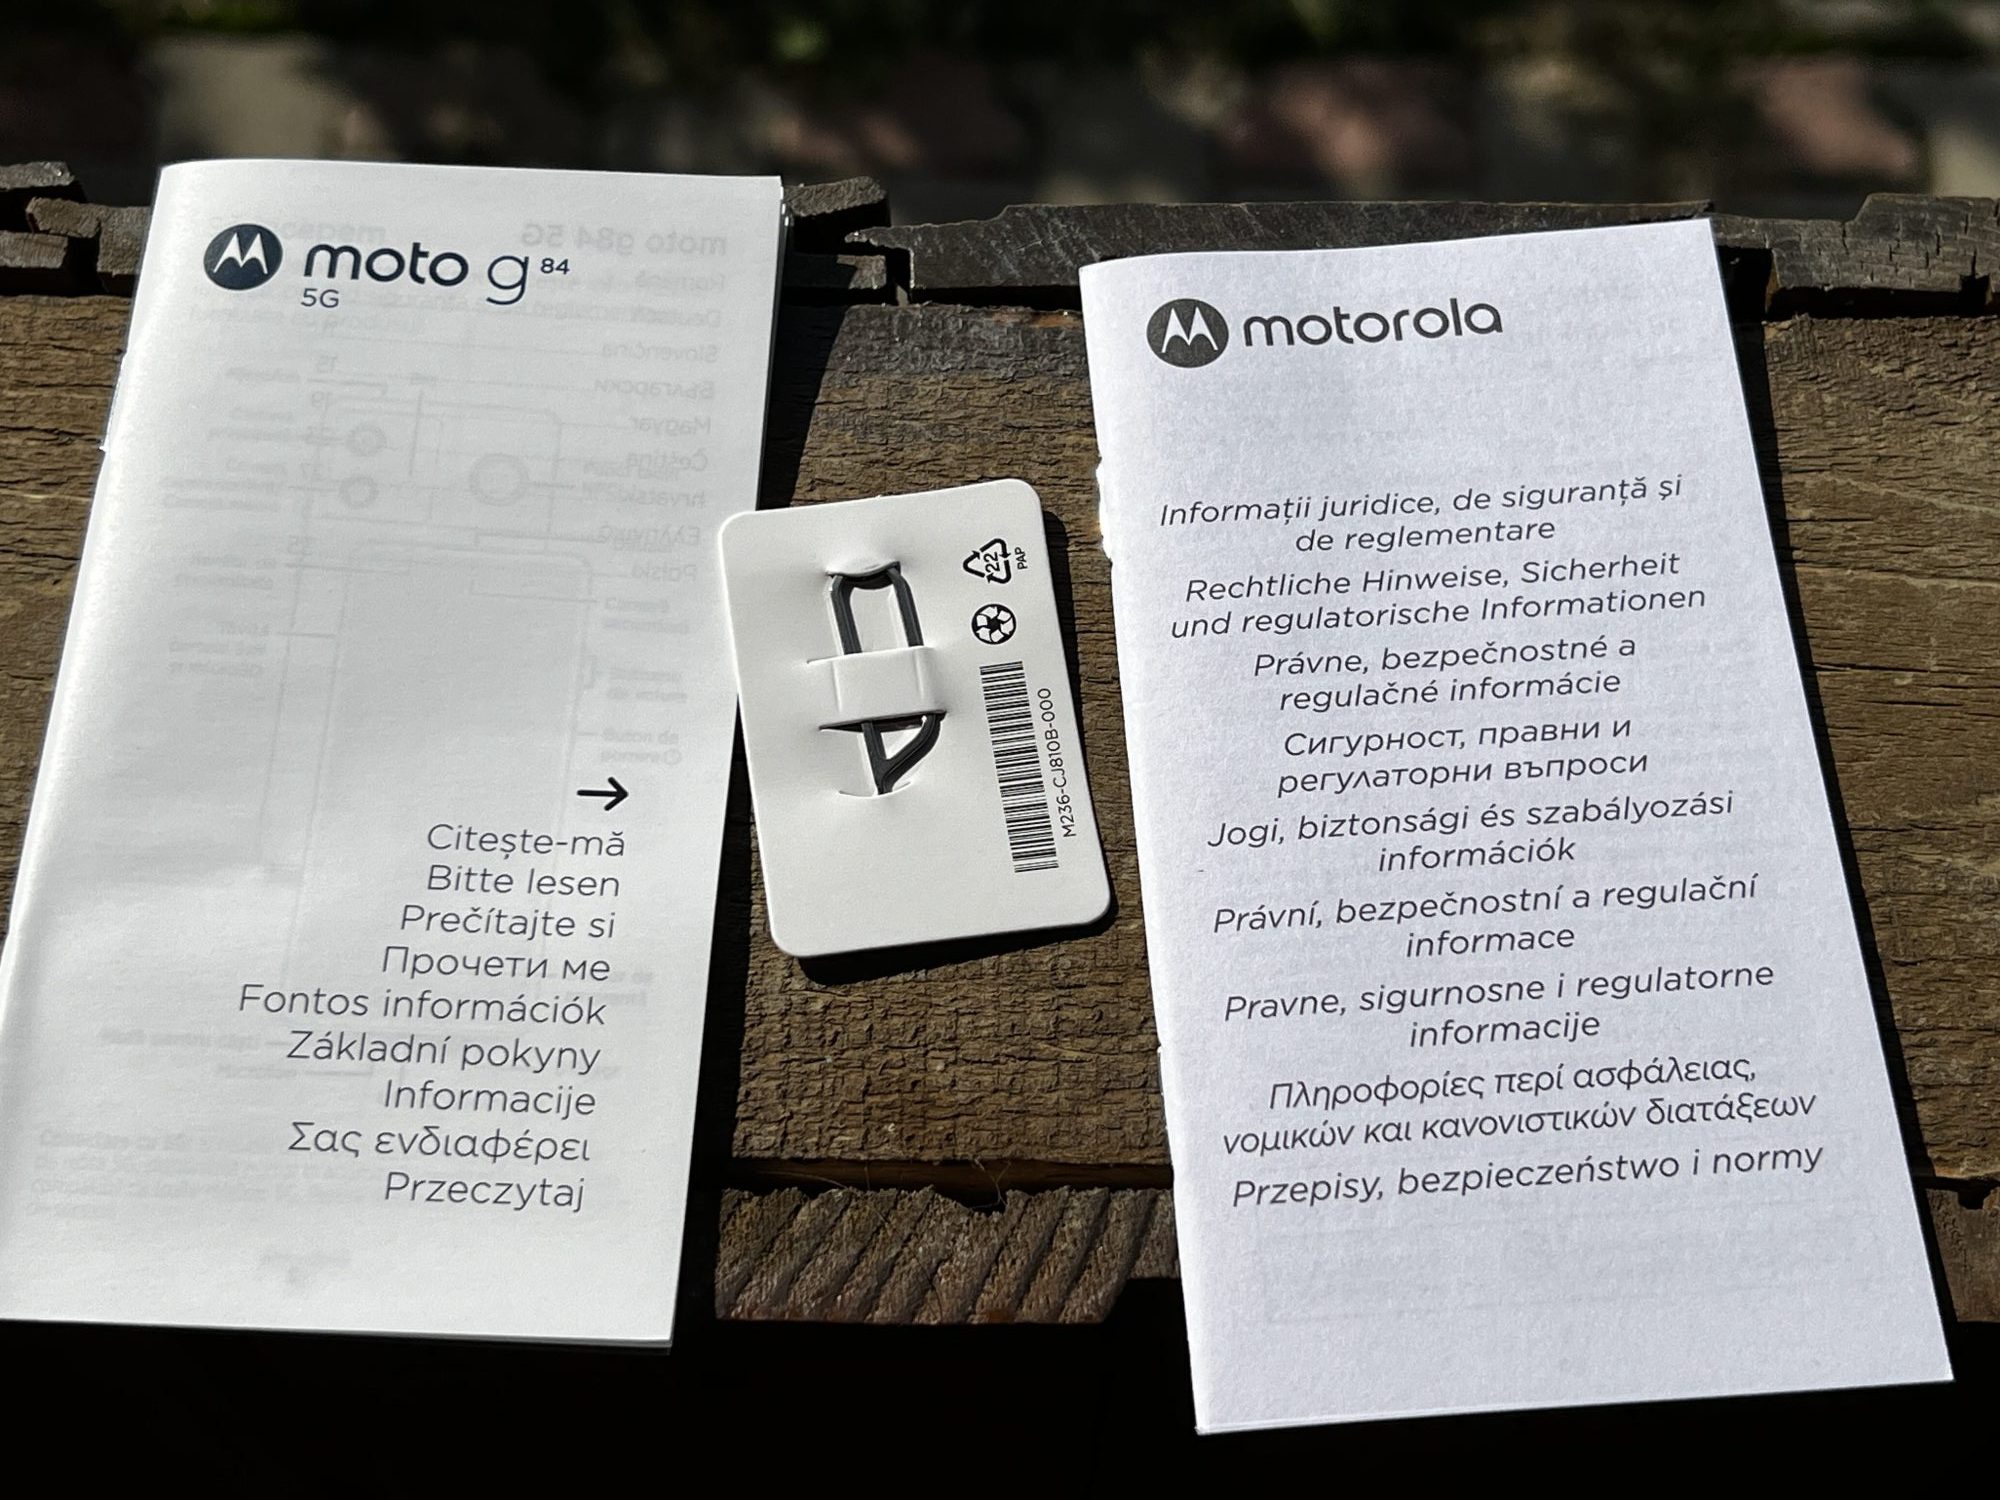 moto g 84
5G
Citește-mă
Bitte lesen
Prečítajte si
Прочети ме
Fontos információk
Základní pokyny
Informacije
Σας ενδιαφέρει
Przeczytaj
22
PAP
M236-CJ810B-000
motorola
Informații juridice, de siguranță și
de reglementare
Rechtliche Hinweise, Sicherheit
und regulatorische Informationen
Právne, bezpečnostné a
regulačné informácie
Сигурност, правни и
регулаторни въпроси
Jogi, biztonsági és szabályozási
információk
Právní, bezpečnostní a regulační
informace
Pravne, sigurnosne i regulatorne
informacije
Πληροφορίες περί ασφάλειας,
νομικών και κανονιστικών διατάξεων
Przepisy, bezpieczeństwo i normy